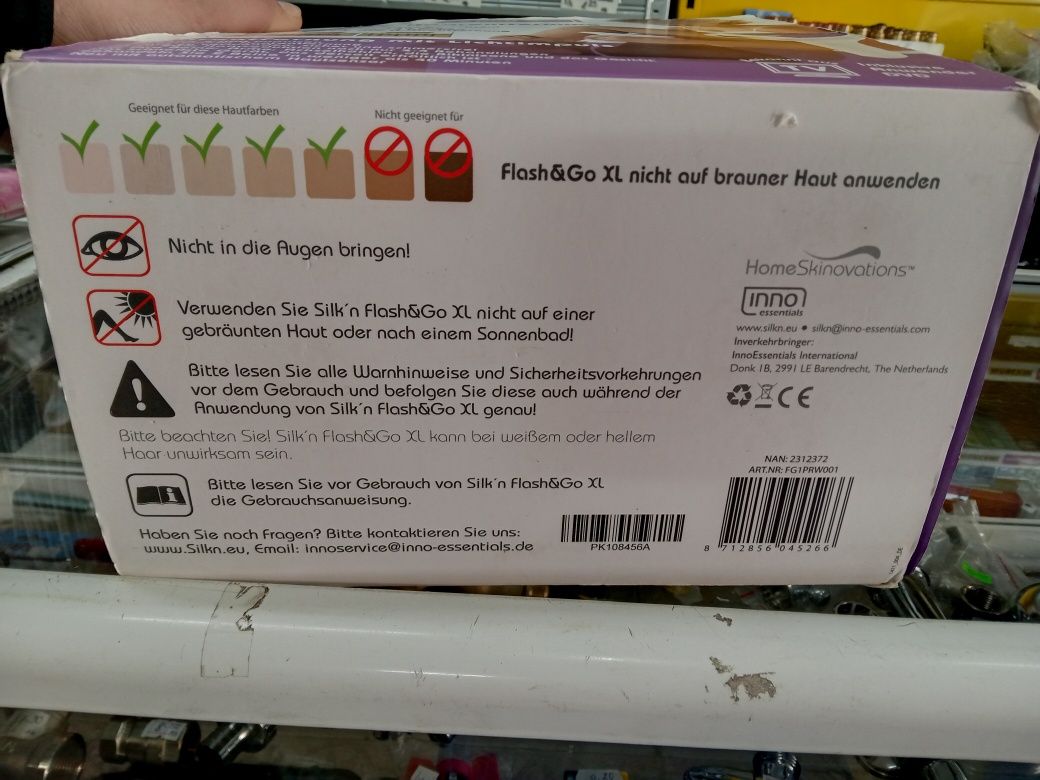 mit Lichtimpuls
Minuten
Anwender
DVD
Geeignet für diese Hautfarben
Nicht geeignet für
Flash&Go XL nicht auf brauner Haut anwenden
Nicht in die Augen bringen!
Verwenden Sie Silk´n Flash&Go XL nicht auf einer
gebräunten Haut oder nach einem Sonnenbad!
Bitte lesen Sie alle Warnhinweise und Sicherheitsvorkehrungen
vor dem Gebrauch und befolgen Sie diese auch während der
Anwendung von Silk´n Flash&Go XL genau!
Bitte beachten Sie! Silk´n Flash&Go XL kann bei weißem oder hellem
Haar unwirksam sein.
Bitte lesen Sie vor Gebrauch von Silk´n Flash&Go XL
die Gebrauchsanweisung.
Haben Sie noch Fragen? Bitte kontaktieren Sie uns:
www.Silkn.eu, Email: innoservice@inno-essentials.de
HomeSkinovations™
inno
essentials
www.silkn.eu • silkn@inno-essentials.com
Inverkehrbringer:
InnoEssentials International
Donk 1B, 2991 LE Barendrecht, The Netherlands
CE
NAN: 2312372
ART.NR: FG1PRW001
PK108456A
8 712856 045266